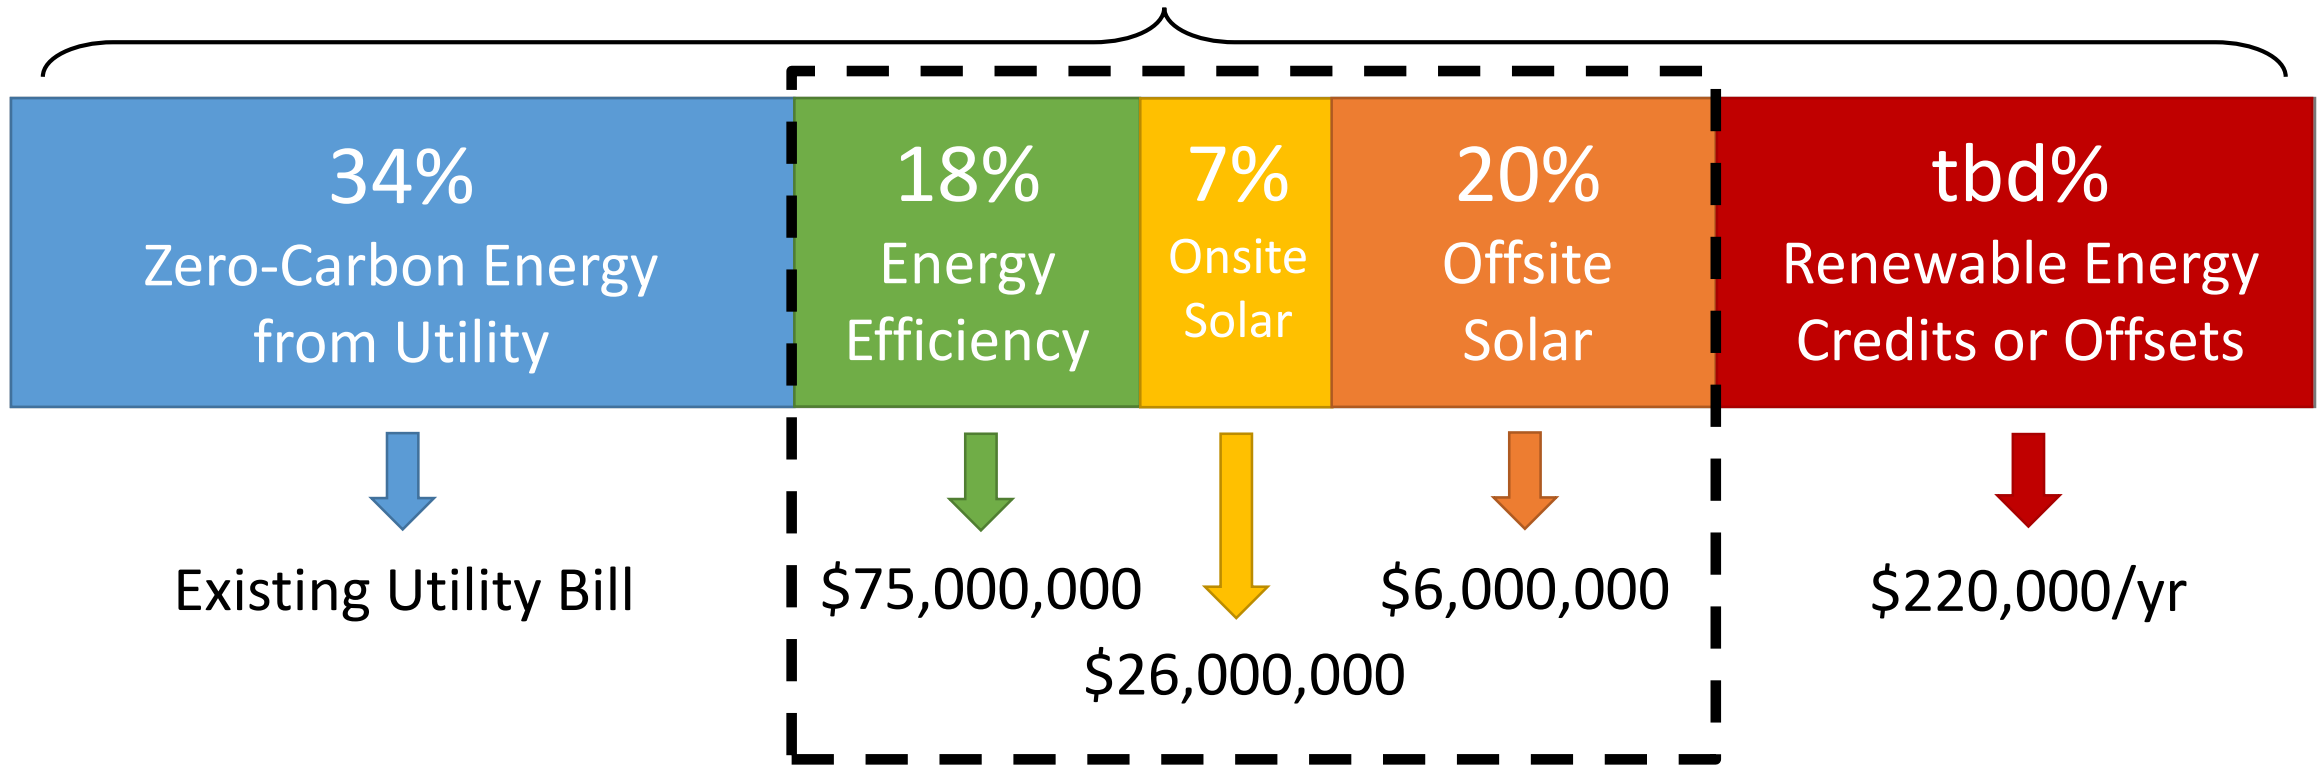 34%
Zero-Carbon Energy
from Utility
18%
Energy
Efficiency
7%
Onsite
Solar
20%
Offsite
Solar
tbd%
Renewable Energy
Credits or Offsets
Existing Utility Bill
$75,000,000
$26,000,000
$6,000,000
$220,000/yr